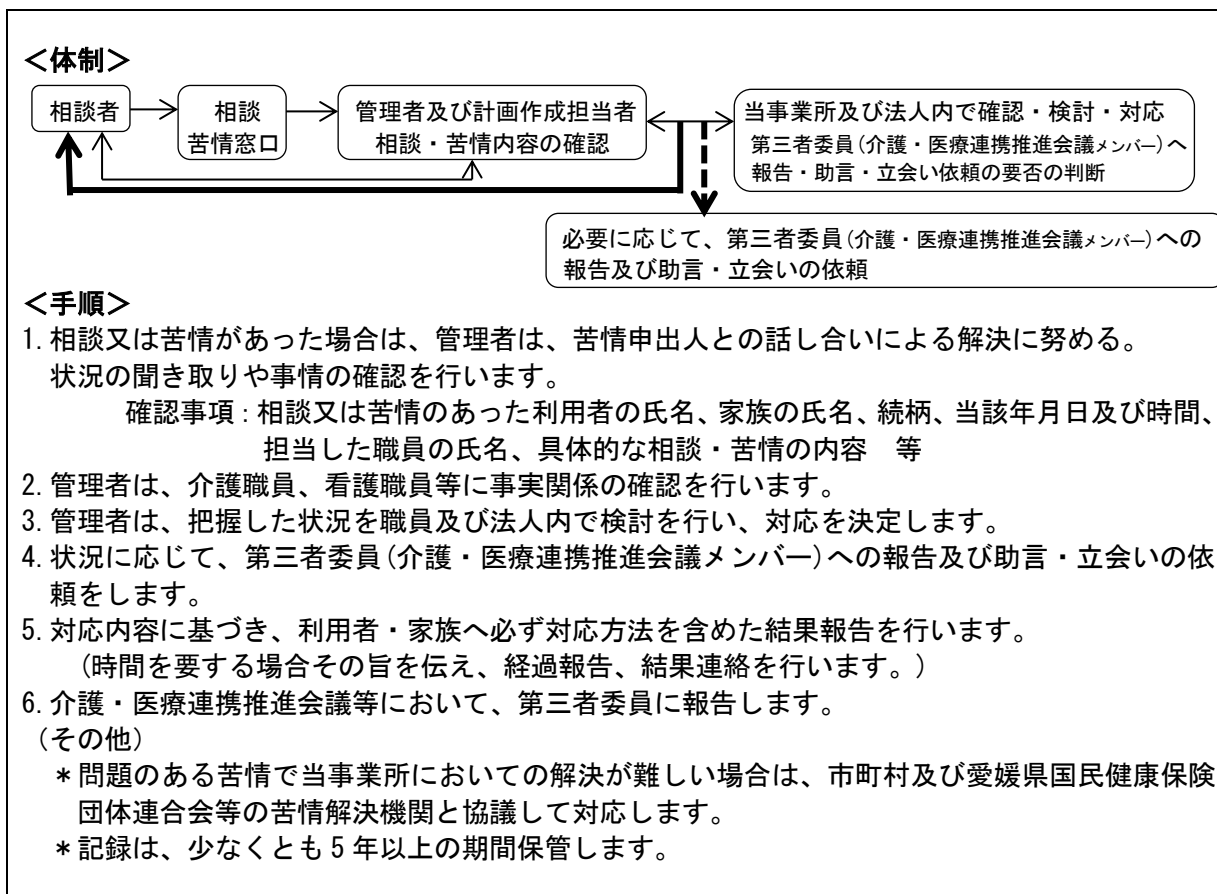 ＜体制＞
相談者
相談
苦情窓口
管理者及び計画作成担当者
相談・苦情内容の確認
当事業所及び法人内で確認・検討・対応
第三者委員(介護・医療連携推進会議メンバー)へ
報告・助言・立会い依頼の要否の判断
必要に応じて、第三者委員(介護・医療連携推進会議メンバー)への
報告及び助言・立会いの依頼
＜手順＞
1. 相談又は苦情があった場合は、管理者は、苦情申出人との話し合いによる解決に努める。
状況の聞き取りや事情の確認を行います。
確認事項：相談又は苦情のあった利用者の氏名、家族の氏名、続柄、当該年月日及び時間、
担当した職員の氏名、具体的な相談・苦情の内容　等
2. 管理者は、介護職員、看護職員等に事実関係の確認を行います。
3. 管理者は、把握した状況を職員及び法人内で検討を行い、対応を決定します。
4. 状況に応じて、第三者委員(介護・医療連携推進会議メンバー)への報告及び助言・立会いの依
頼をします。
5. 対応内容に基づき、利用者・家族へ必ず対応方法を含めた結果報告を行います。
(時間を要する場合その旨を伝え、経過報告、結果連絡を行います。)
6. 介護・医療連携推進会議等において、第三者委員に報告します。
（その他）
＊問題のある苦情で当事業所においての解決が難しい場合は、市町村及び愛媛県国民健康保険
団体連合会等の苦情解決機関と協議して対応します。
＊記録は、少なくとも5年以上の期間保管します。